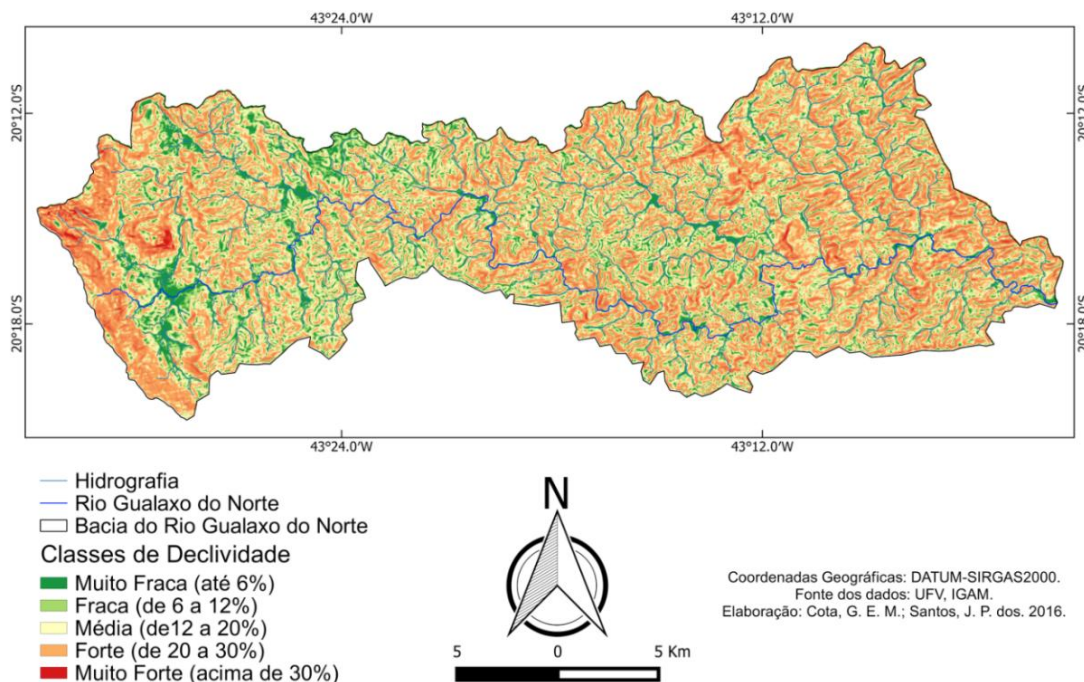 43°24.0'W 43°12.0'W
20°12.0'S 20°12.0'S
20°18.0'S 20°18.0'S
43°24.0'W 43°12.0'W
Hidrografia
Rio Gualaxo do Norte
Bacia do Rio Gualaxo do Norte
Classes de Declividade
Muito Fraca (até 6%)
Fraca (de 6 a 12%)
Média (de12 a 20%)
Forte (de 20 a 30%)
Muito Forte (acima de 30%)
N
5 0 5 Km
Coordenadas Geográficas: DATUM-SIRGAS2000.
Fonte dos dados: UFV, IGAM.
Elaboração: Cota, G. E. M.; Santos, J. P. dos. 2016.